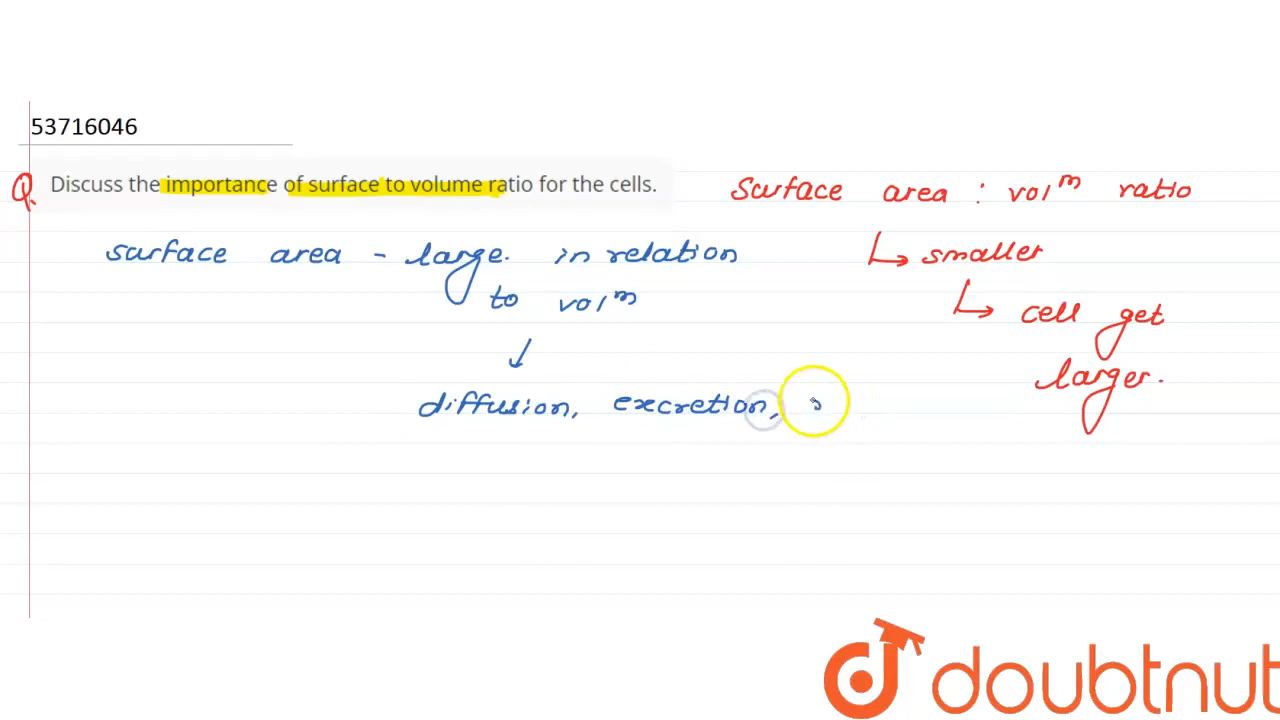 53716046
Q. Discuss the importance of surface to volume ratio for the cells.
surface area : volm ratio
surface area - large. in relation
to volm
↳ smaller
↳ cell get
larger.
↓
diffusion, excretion, s
doubtnut